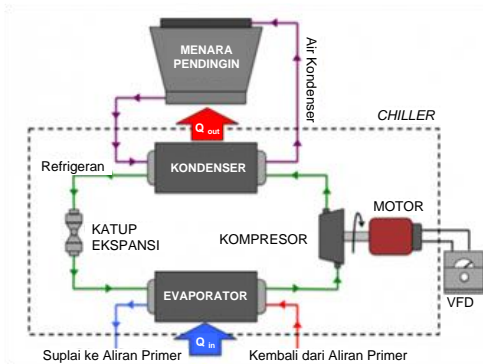 MENARA
PENDINGIN
Air Kondenser
CHILLER
Q out
Refrigeran
KONDENSER
MOTOR
KATUP
EKSPANSI
KOMPRESOR
EVAPORATOR
VFD
Q in
Suplai ke Aliran Primer
Kembali dari Aliran Primer